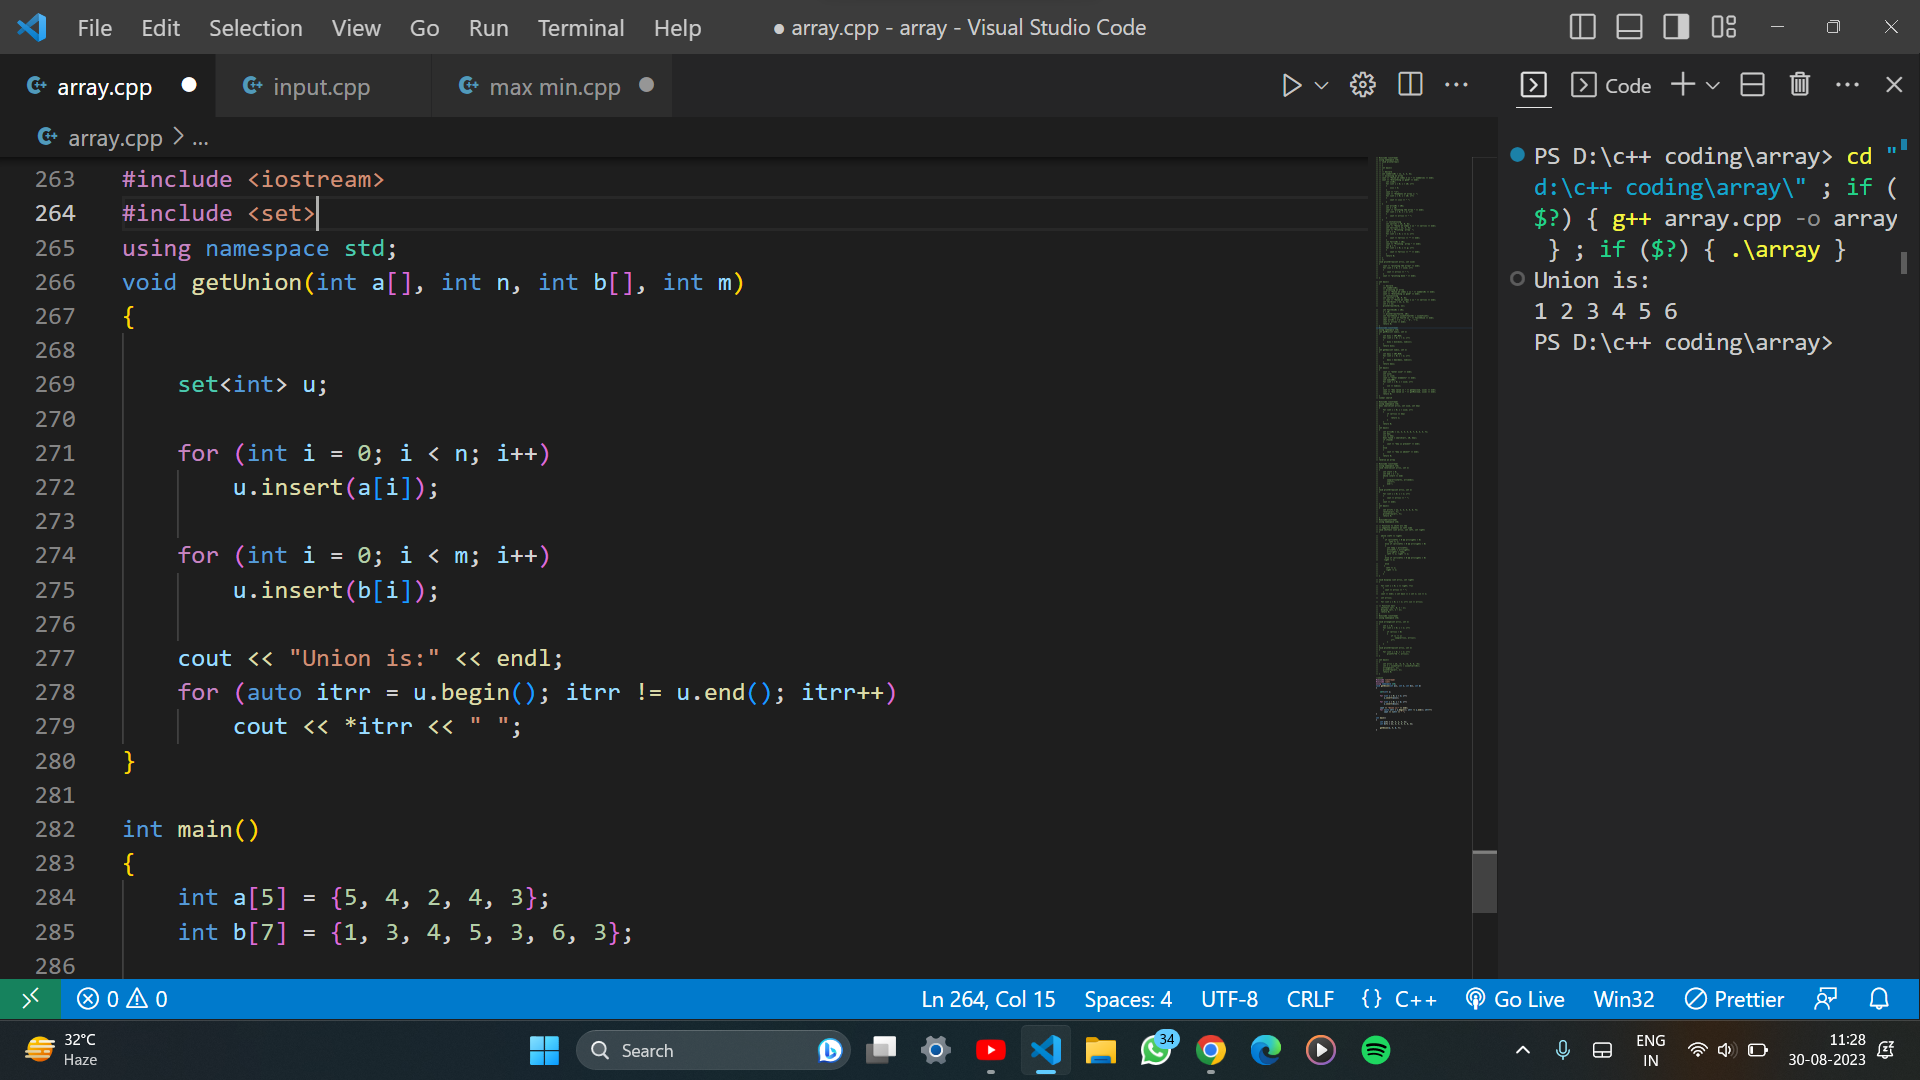 File Edit Selection View Go Run Terminal Help ● array.cpp - array - Visual Studio Code
array.cpp input.cpp max min.cpp
Code
array.cpp > ...
263 #include <iostream>
264 #include <set>
265 using namespace std;
266 void getUnion(int a[], int n, int b[], int m)
267 {
268
269 set<int> u;
270
271 for (int i = 0; i < n; i++)
272 u.insert(a[i]);
273
274 for (int i = 0; i < m; i++)
275 u.insert(b[i]);
276
277 cout << "Union is:" << endl;
278 for (auto itrr = u.begin(); itrr != u.end(); itrr++)
279 cout << *itrr << " ";
280 }
281
282 int main()
283 {
284 int a[5] = {5, 4, 2, 4, 3};
285 int b[7] = {1, 3, 4, 5, 3, 6, 3};
286
PS D:\c++ coding\array> cd "
d:\c++ coding\array\" ; if (
$?) { g++ array.cpp -o array
} ; if ($?) { .\array }
Union is:
1 2 3 4 5 6
PS D:\c++ coding\array>
0 0 Ln 264, Col 15 Spaces: 4 UTF-8 CRLF {} C++ Go Live Win32 Prettier
32°C
Haze
Search
34
ENG
IN
11:28
30-08-2023